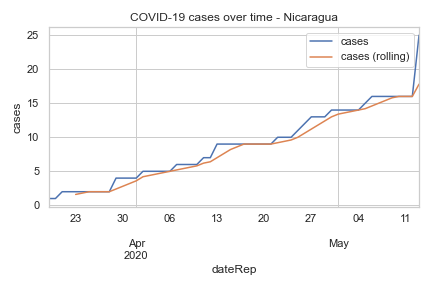 COVID-19 cases over time - Nicaragua
cases
cases (rolling)
25
20
15
10
5
0
cases
23 30 06 13 20 27 04 11
Apr May
2020
dateRep